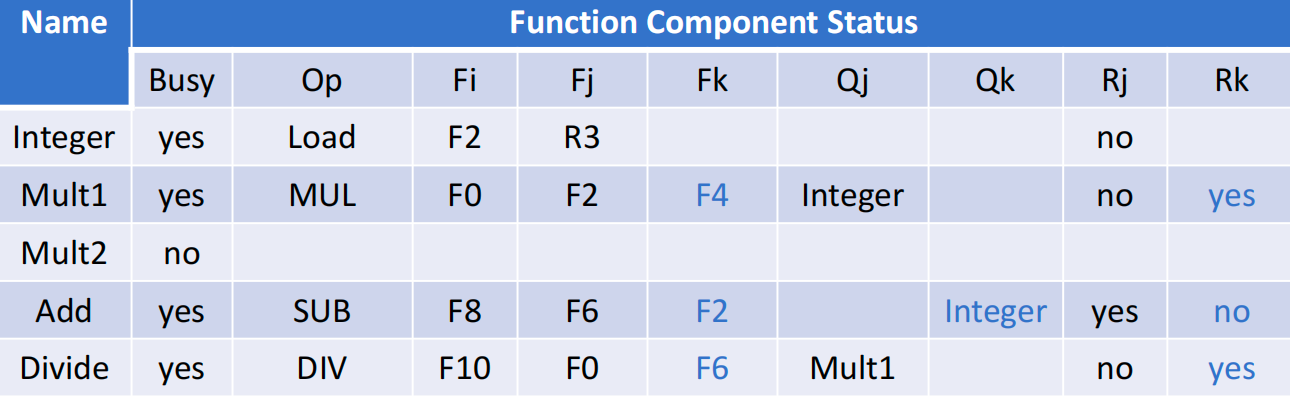 Name Function Component Status
Busy Op Fi Fj Fk Qj Qk Rj Rk
Integer yes Load F2 R3 no
Mult1 yes MUL F0 F2 F4 Integer no yes
Mult2 no
Add yes SUB F8 F6 F2 Integer yes no
Divide yes DIV F10 F0 F6 Mult1 no yes